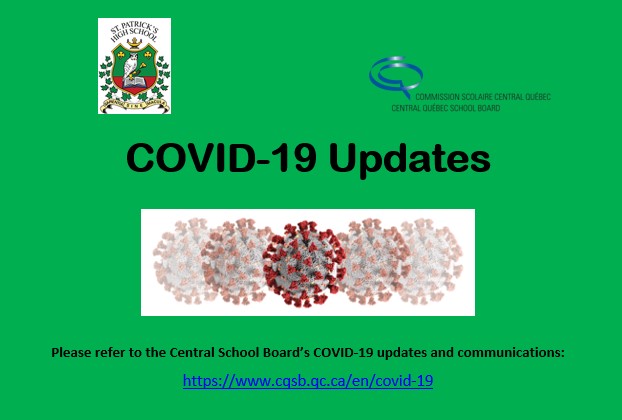 ST. PATRICK'S
HIGH SCHOOL
COMMISSION SCOLAIRE CENTRAL QUÉBEC
CENTRAL QUÉBEC SCHOOL BOARD
COVID-19 Updates
Please refer to the Central School Board's COVID-19 updates and communications:
https://www.cqsb.qc.ca/en/covid-19